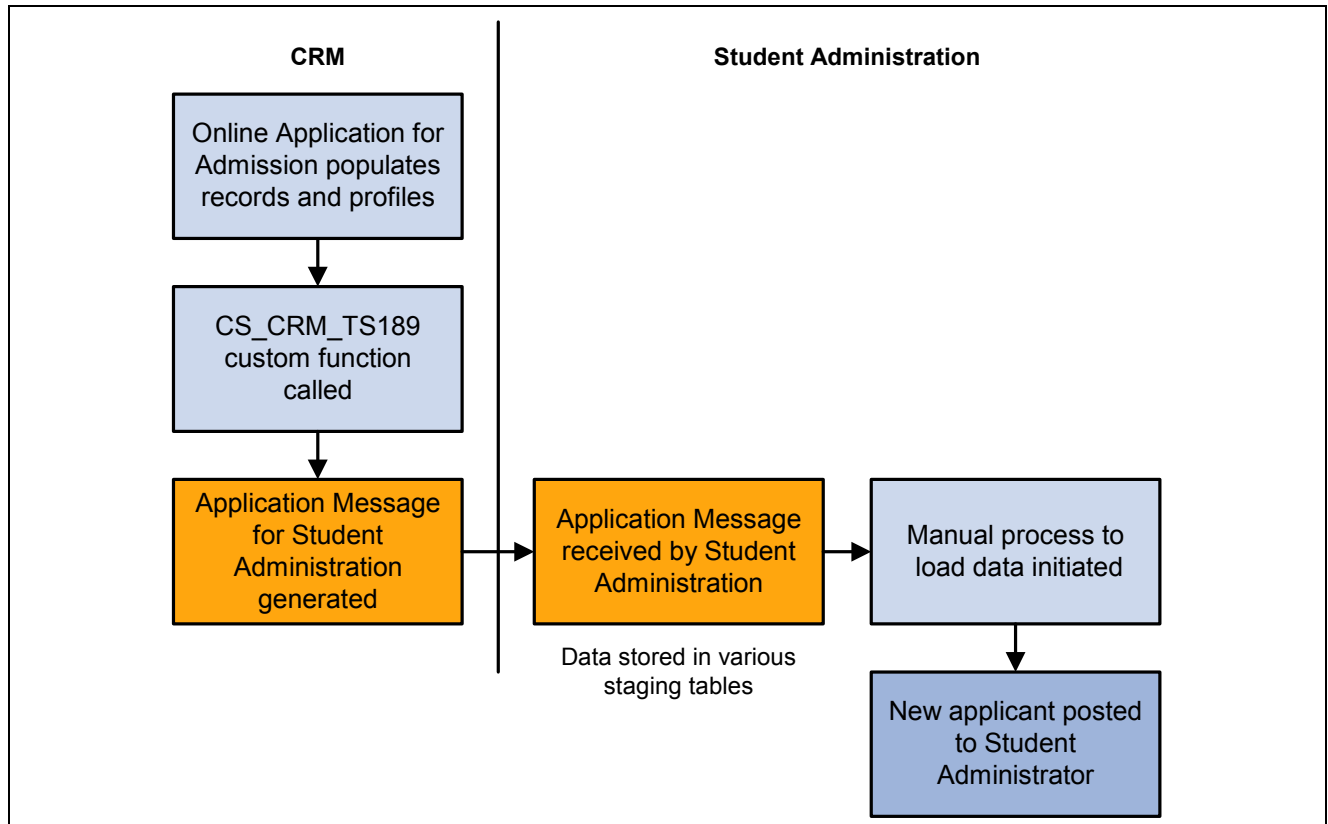 CRM
Student Administration
Online Application for
Admission populates
records and profiles
CS_CRM_TS189
custom function
called
Application Message
for Student
Administration
generated
Application Message
received by Student
Administration
Data stored in various
staging tables
Manual process to
load data initiated
New applicant posted
to Student
Administrator